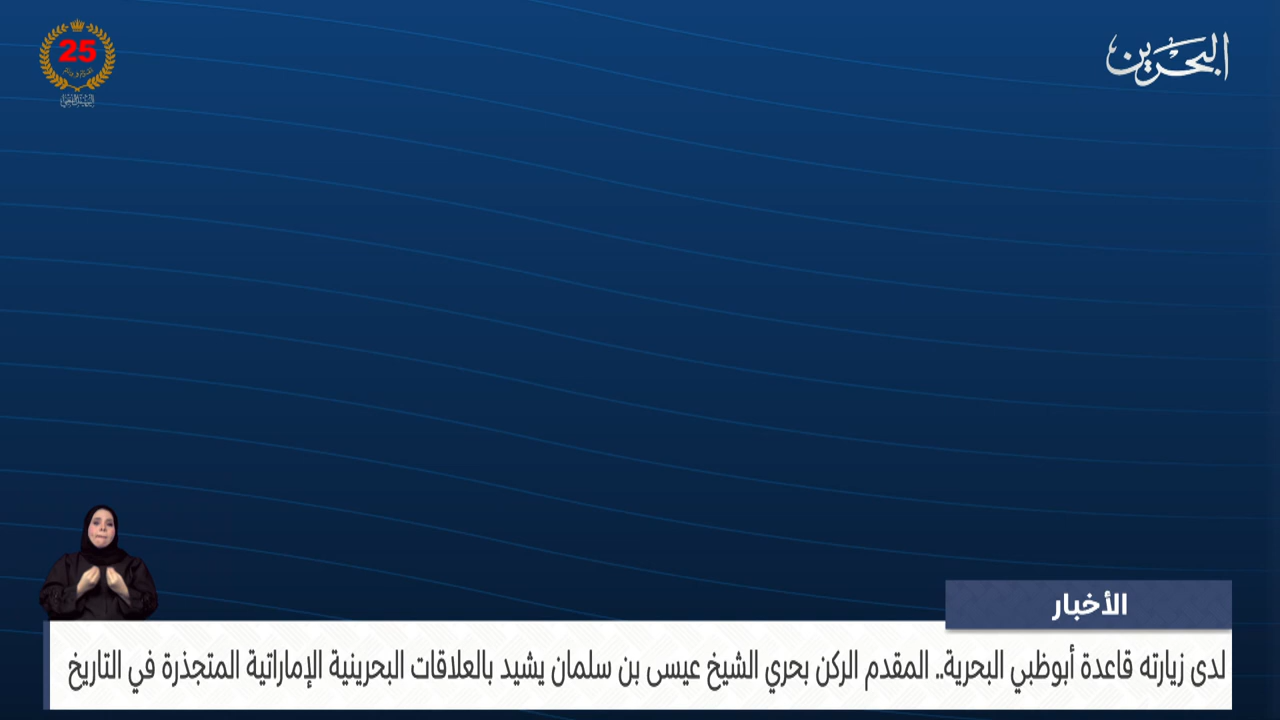 25
البحرين
الأخبار
لدى زيارته قاعدة أبوظبي البحرية.. المقدم الركن بحري الشيخ عيسى بن سلمان يشيد بالعلاقات البحرينية الإماراتية المتجذرة في التاريخ